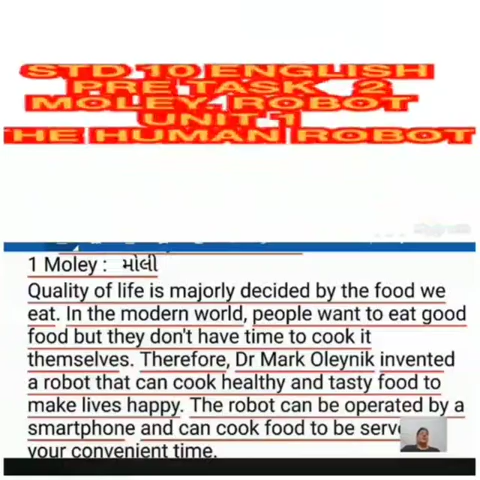 STD 10 ENGLISH
PRE TASK 2
MOLEY. ROBOT
UNIT 1
THE HUMAN ROBOT
1 Moley : મોલી
Quality of life is majorly decided by the food we
eat. In the modern world, people want to eat good
food but they don't have time to cook it
themselves. Therefore, Dr Mark Oleynik invented
a robot that can cook healthy and tasty food to
make lives happy. The robot can be operated by a
smartphone and can cook food to be
your convenient time.